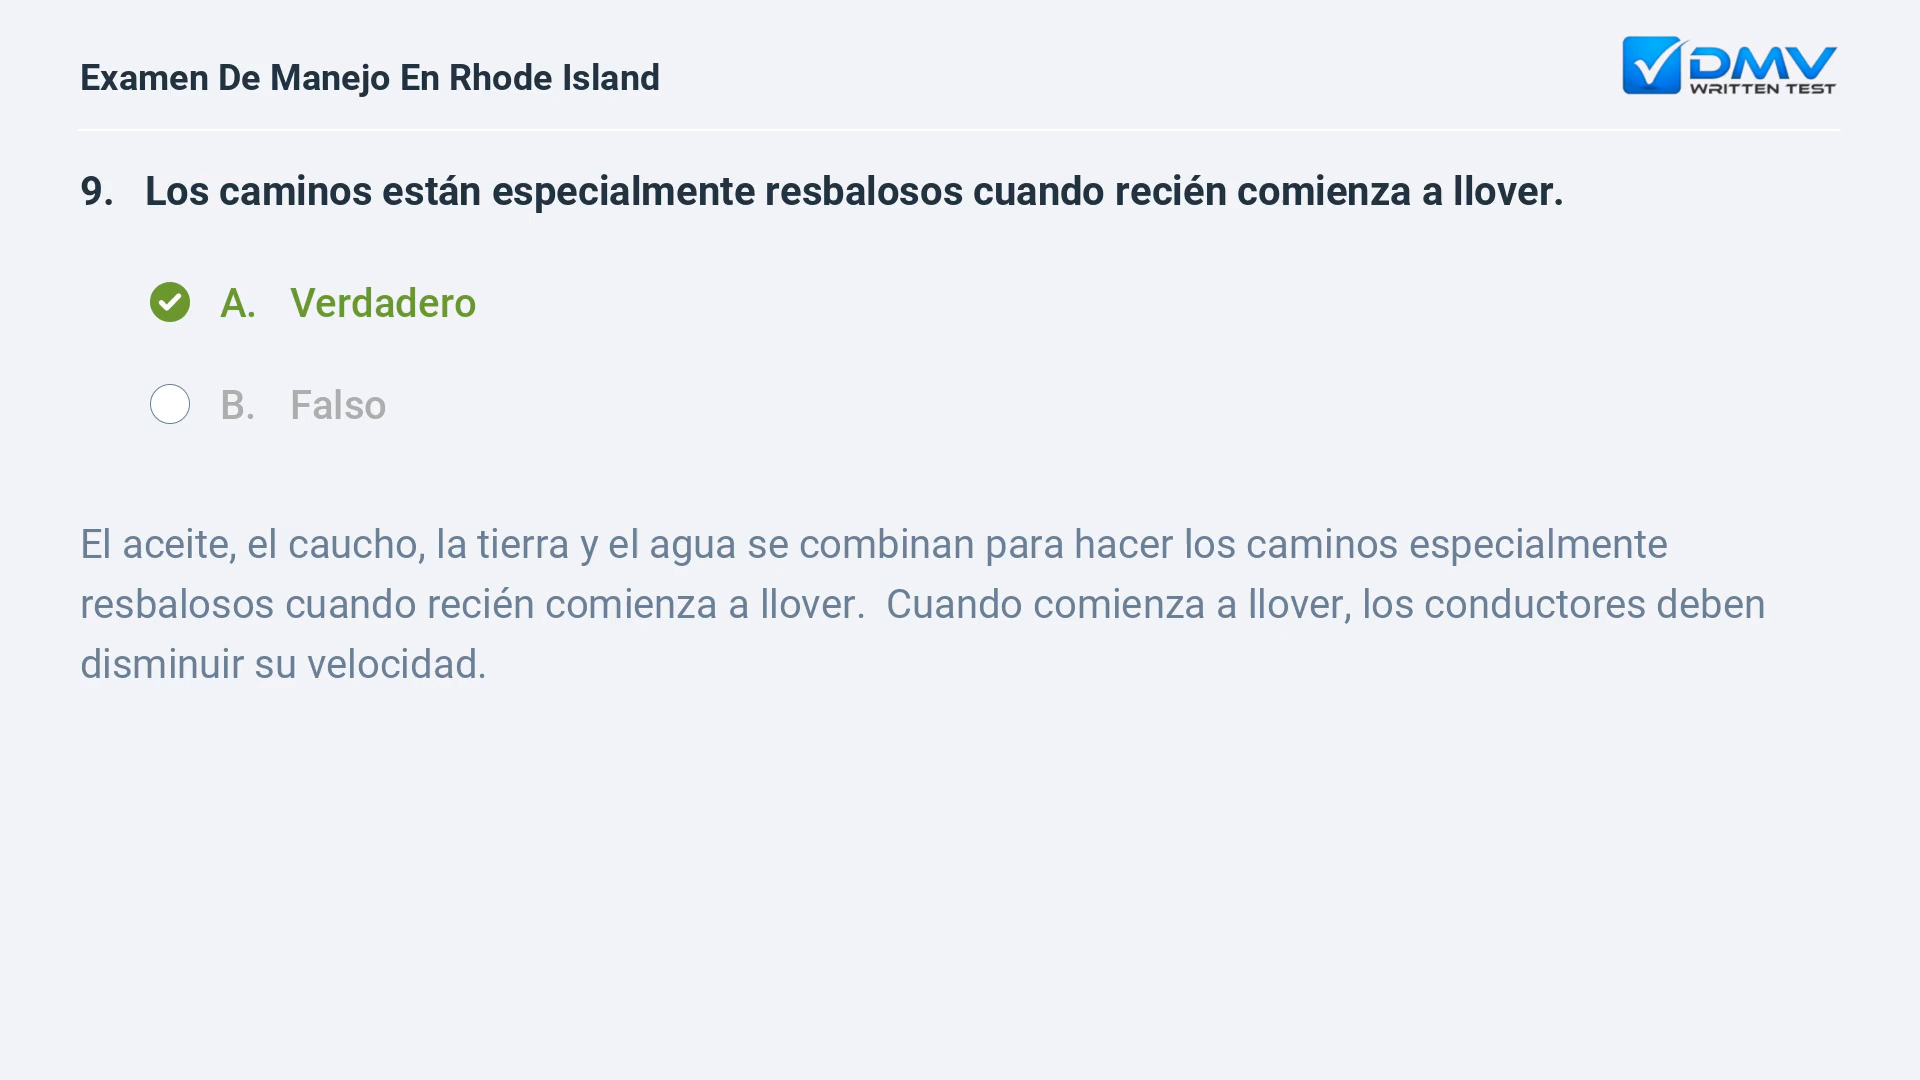 Examen De Manejo En Rhode Island
DMV
WRITTEN TEST
9. Los caminos están especialmente resbalosos cuando recién comienza a llover.
A. Verdadero
B. Falso
El aceite, el caucho, la tierra y el agua se combinan para hacer los caminos especialmente
resbalosos cuando recién comienza a llover.  Cuando comienza a llover, los conductores deben
disminuir su velocidad.